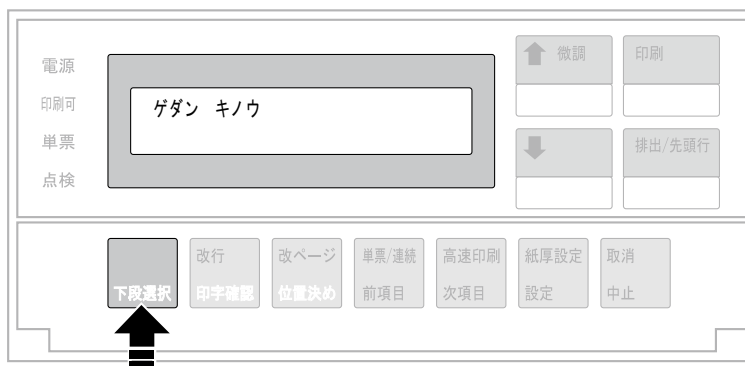 電源
印刷可
単票
点検
ゲダン キノウ
微調
印刷
排出/先頭行
下段選択
改行
印字確認
改ページ
位置決め
単票/連続
前項目
高速印刷
次項目
紙厚設定
設定
取消
中止